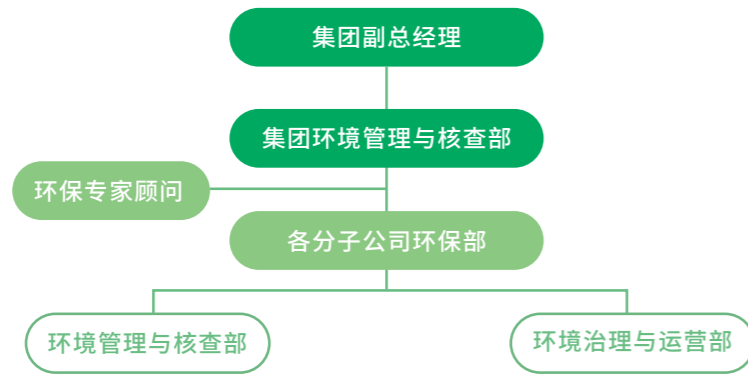 集团副总经理
集团环境管理与核查部
环保专家顾问
各分子公司环保部
环境管理与核查部
环境治理与运营部